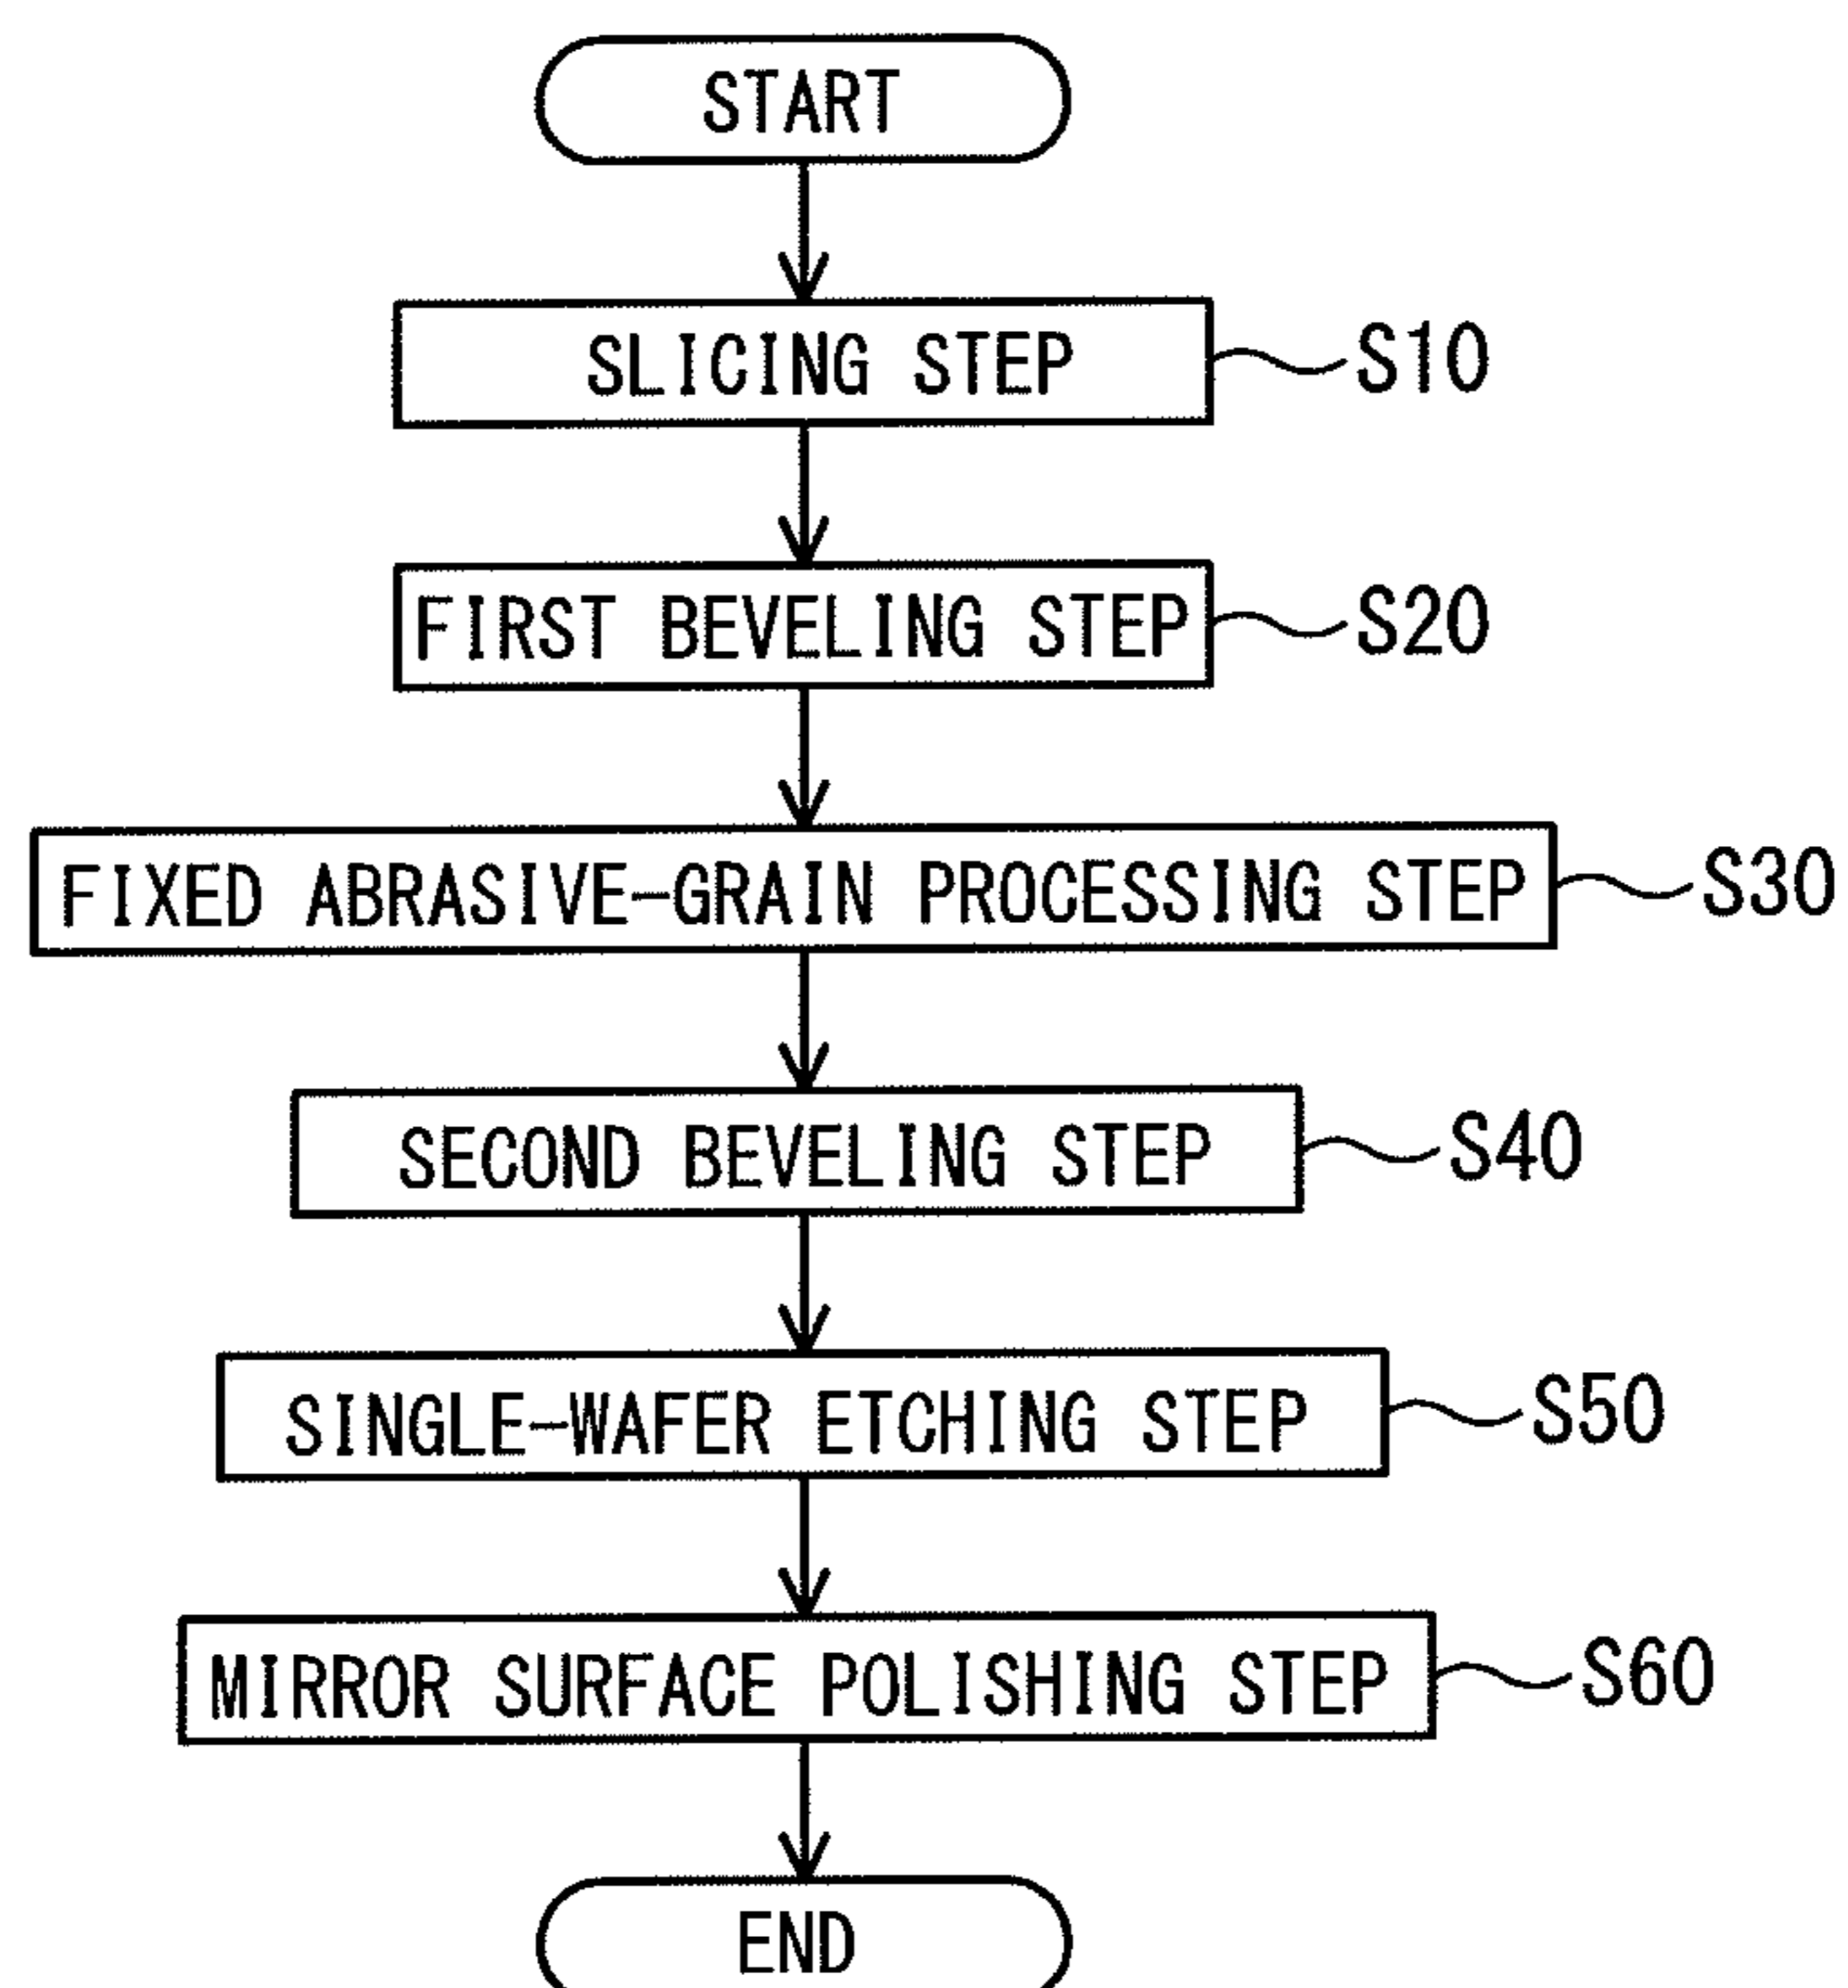 START
SLICING STEP S10
FIRST BEVELING STEP S20
FIXED ABRASIVE-GRAIN PROCESSING STEP S30
SECOND BEVELING STEP S40
SINGLE-WAFER ETCHING STEP S50
MIRROR SURFACE POLISHING STEP S60
END